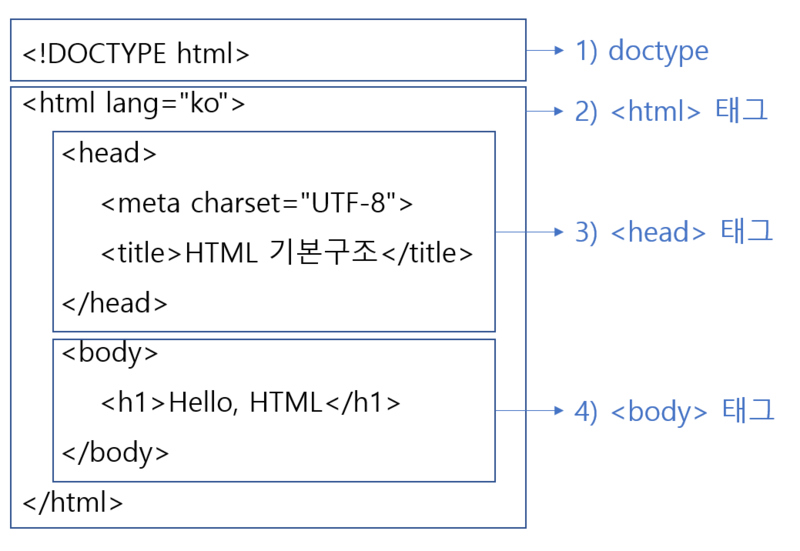 <!DOCTYPE html>
1) doctype
<html lang="ko">
2) <html> 태그
<head>
<meta charset="UTF-8">
3) <head> 태그
<title>HTML 기본구조</title>
</head>
<body>
<h1>Hello, HTML</h1>
4) <body> 태그
</body>
</html>